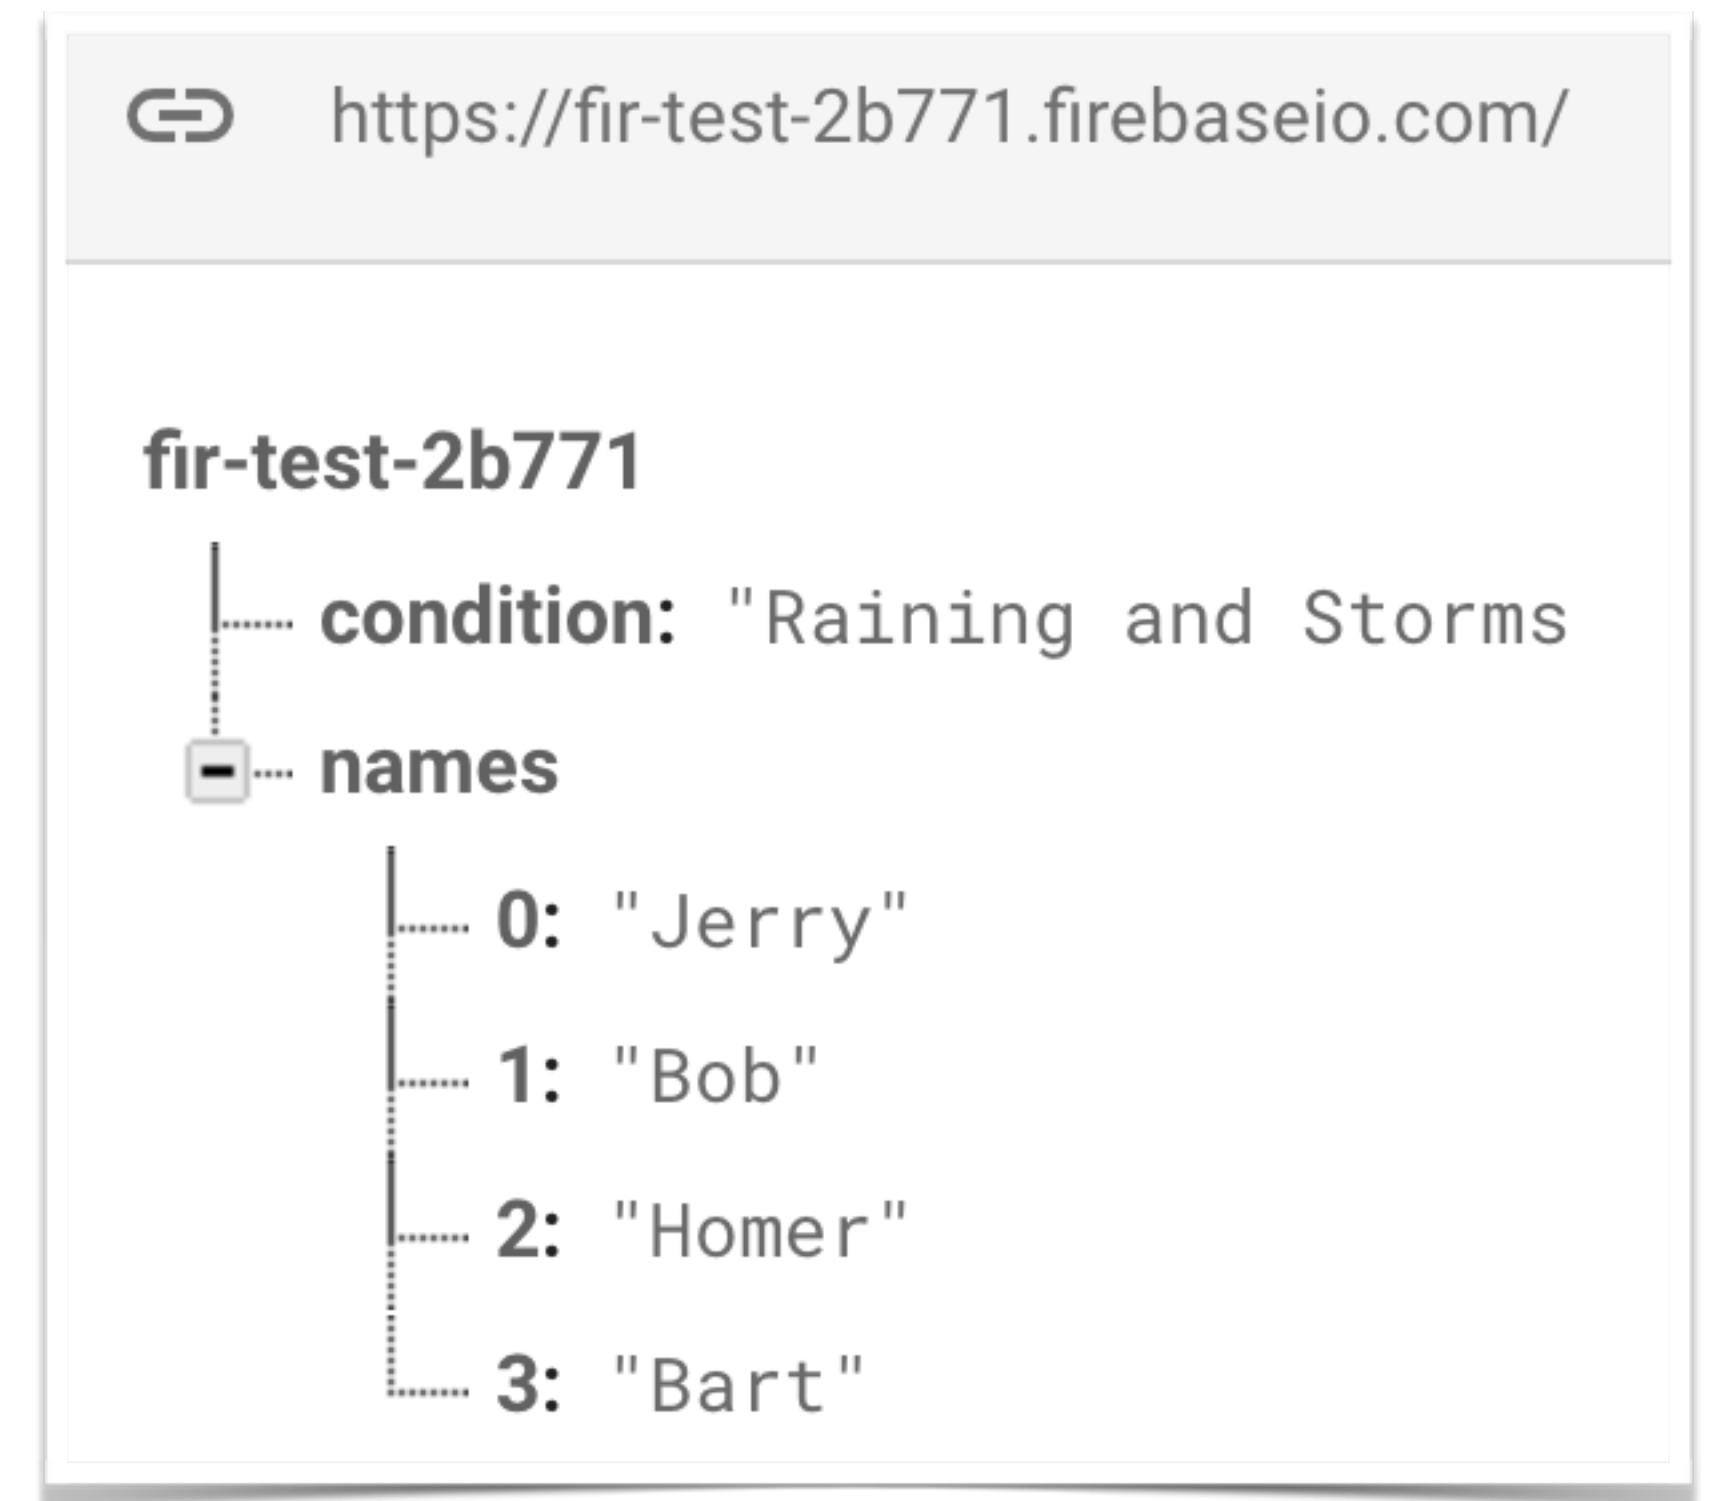 https://fir-test-2b771.firebaseio.com/
fir-test-2b771
condition: "Raining and Storms
names
0: "Jerry"
1: "Bob"
2: "Homer"
3: "Bart"